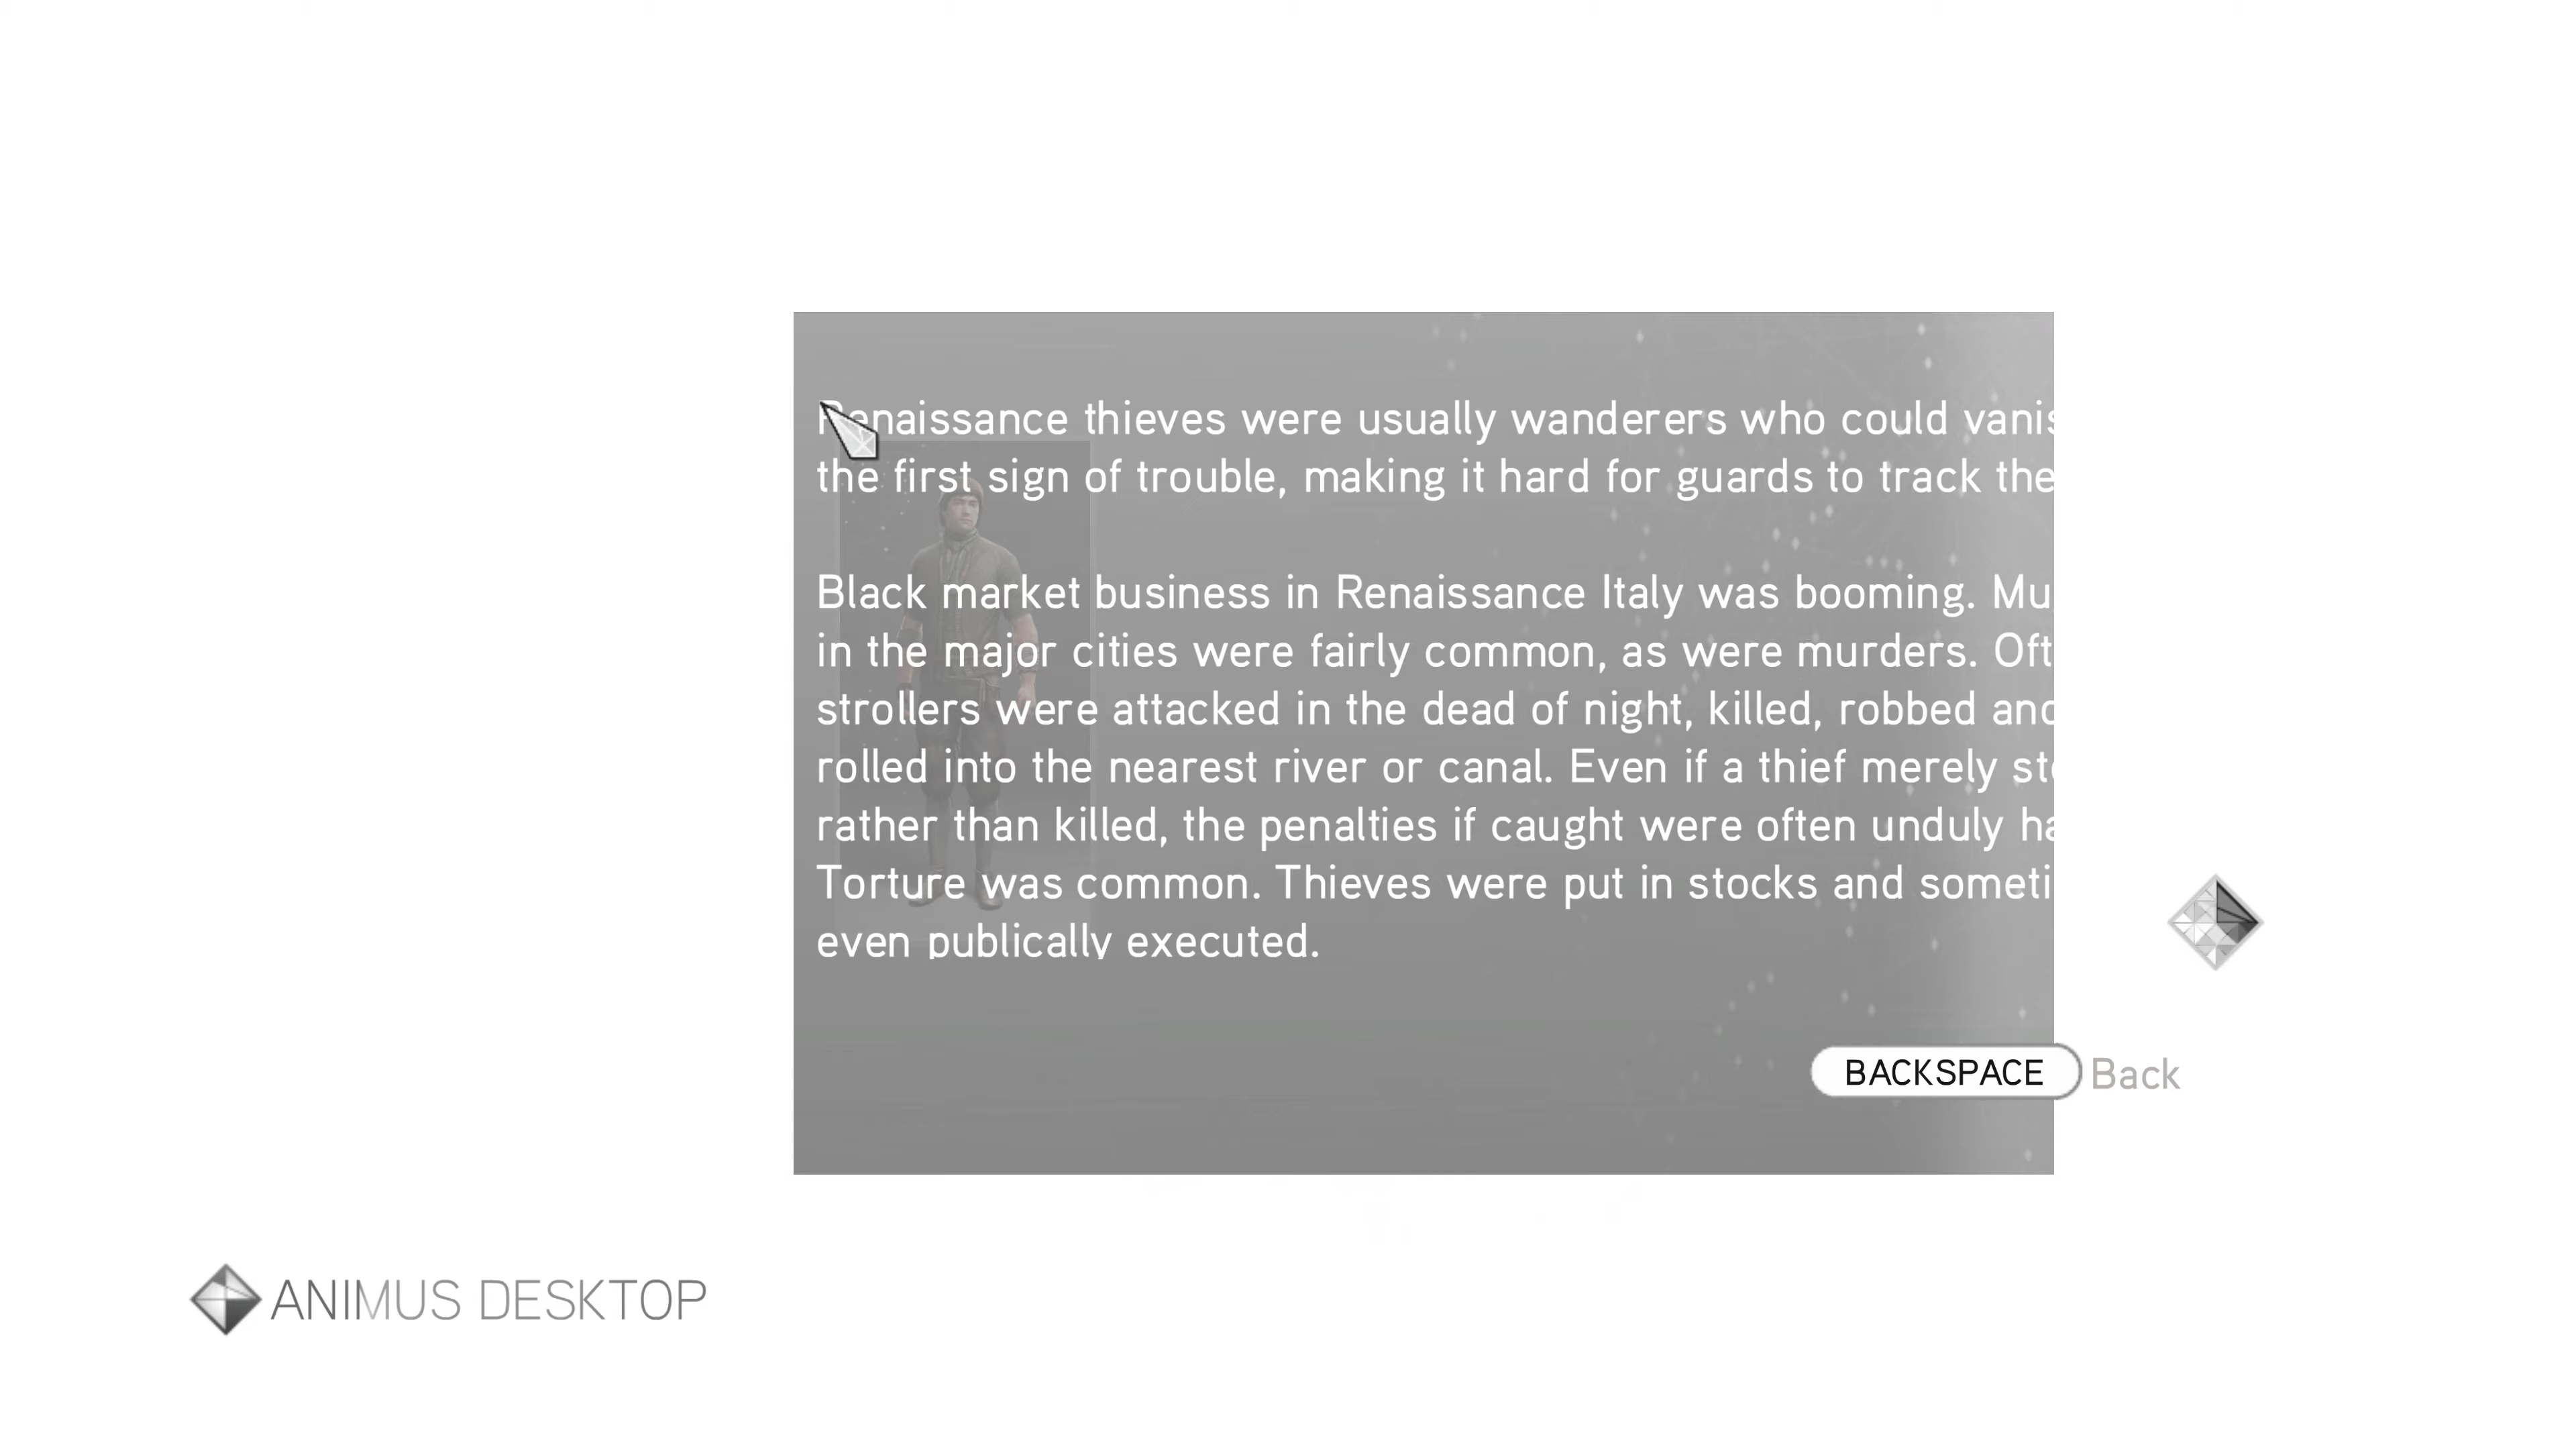 Renaissance thieves were usually wanderers who could vanis
the first sign of trouble, making it hard for guards to track the
Black market business in Renaissance Italy was booming. Mu
in the major cities were fairly common, as were murders. Oft
strollers were attacked in the dead of night, killed, robbed and
rolled into the nearest river or canal. Even if a thief merely sto
rather than killed, the penalties if caught were often unduly ha
Torture was common. Thieves were put in stocks and someti
even publically executed.
BACKSPACE Back
ANIMUS DESKTOP